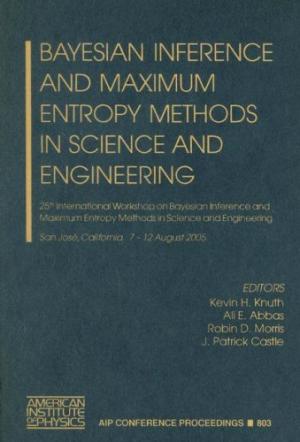 BAYESIAN INFERENCE
AND MAXIMUM
ENTROPY METHODS
IN SCIENCE AND
ENGINEERING
25th International Workshop on Bayesian Inference and
Maximum Entropy Methods in Science and Engineering
San José, California 7 - 12 August 2005
EDITORS
Kevin H. Knuth
Ali E. Abbas
Robin D. Morris
J. Patrick Castle
AMERICAN
INSTITUTE
OF PHYSICS
AIP CONFERENCE PROCEEDINGS ■ 803